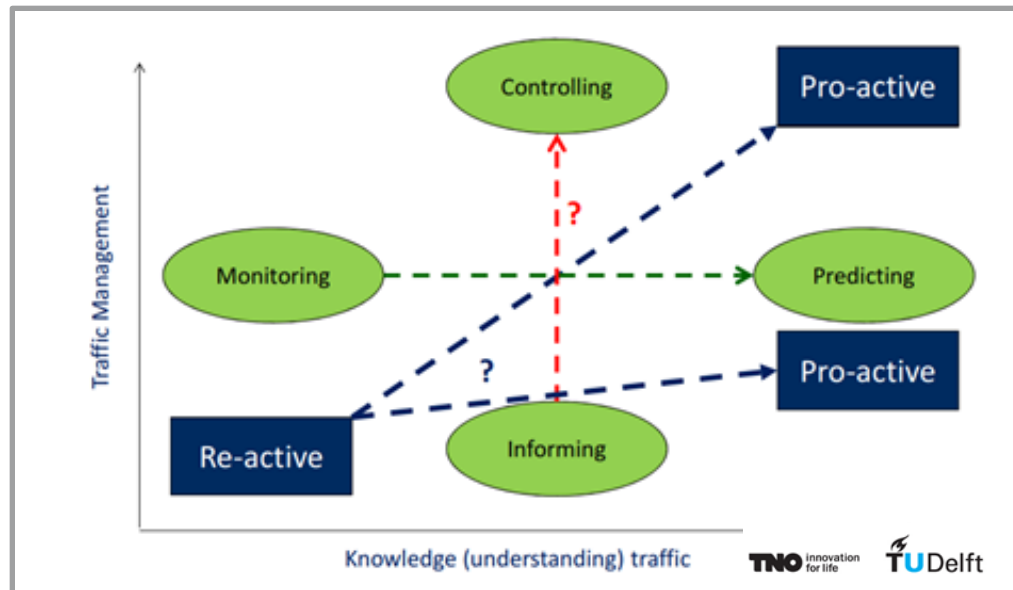 Controlling
Pro-active
?
Traffic Management
Monitoring
Predicting
?
Pro-active
Re-active
Informing
Knowledge (understanding) traffic
TNO innovation
for life
TUDelft